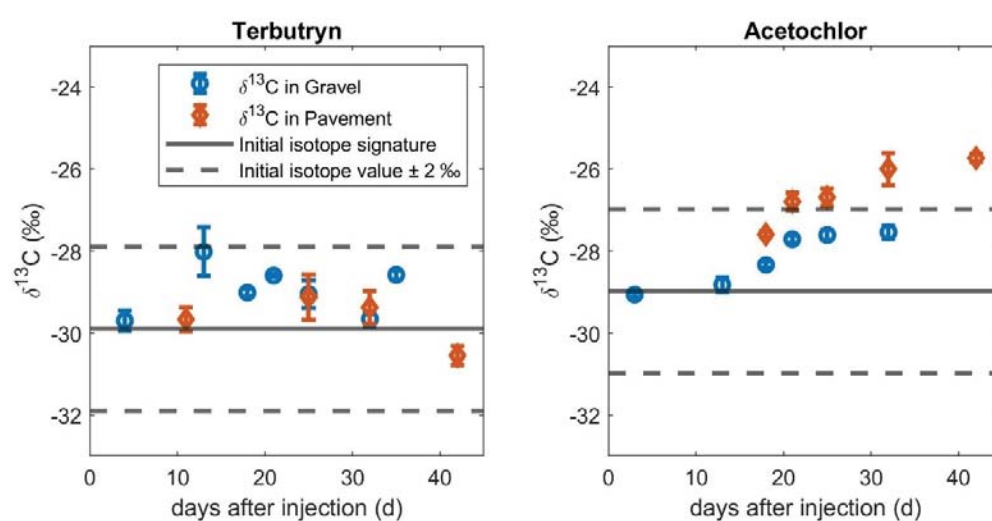 Terbutryn
Acetochlor
δ¹³C in Gravel
δ¹³C in Pavement
Initial isotope signature
Initial isotope value ± 2 ‰
δ¹³C (‰)
-24
-26
-28
-30
-32
0
10
20
30
40
days after injection (d)
δ¹³C (‰)
-24
-26
-28
-30
-32
0
10
20
30
40
days after injection (d)